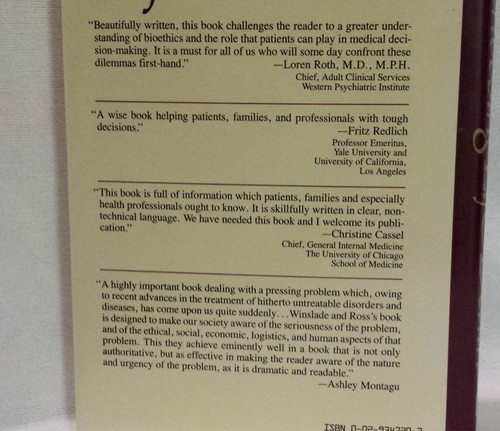 “Beautifully written, this book challenges the reader to a greater under-
standing of bioethics and the role that patients can play in medical deci-
sion-making. It is a must for all of us who will some day confront these
dilemmas first-hand.” —Loren Roth, M.D., M.P.H.
Chief, Adult Clinical Services
Western Psychiatric Institute
“A wise book helping patients, families, and professionals with tough
decisions.” —Fritz Redlich
Professor Emeritus,
Yale University and
University of California,
Los Angeles
“This book is full of information which patients, families and especially
health professionals ought to know. It is skillfully written in clear, non-
technical language. We have needed this book and I welcome its publi-
cation.” —Christine Cassel
Chief, General Internal Medicine
The University of Chicago
School of Medicine
“A highly important book dealing with a pressing problem which, owing
to recent advances in the treatment of hitherto untreatable disorders and
diseases, has come upon us quite suddenly. . . Winslade and Ross's book
is designed to make our society aware of the seriousness of the problem,
and of the ethical, social, economic, logistics, and human aspects of that
problem. This they achieve eminently well in a book that is not only
authoritative, but as effective in making the reader aware of the nature
and urgency of the problem, as it is dramatic and readable.”
—Ashley Montagu
ISBN 0-02-934720-3